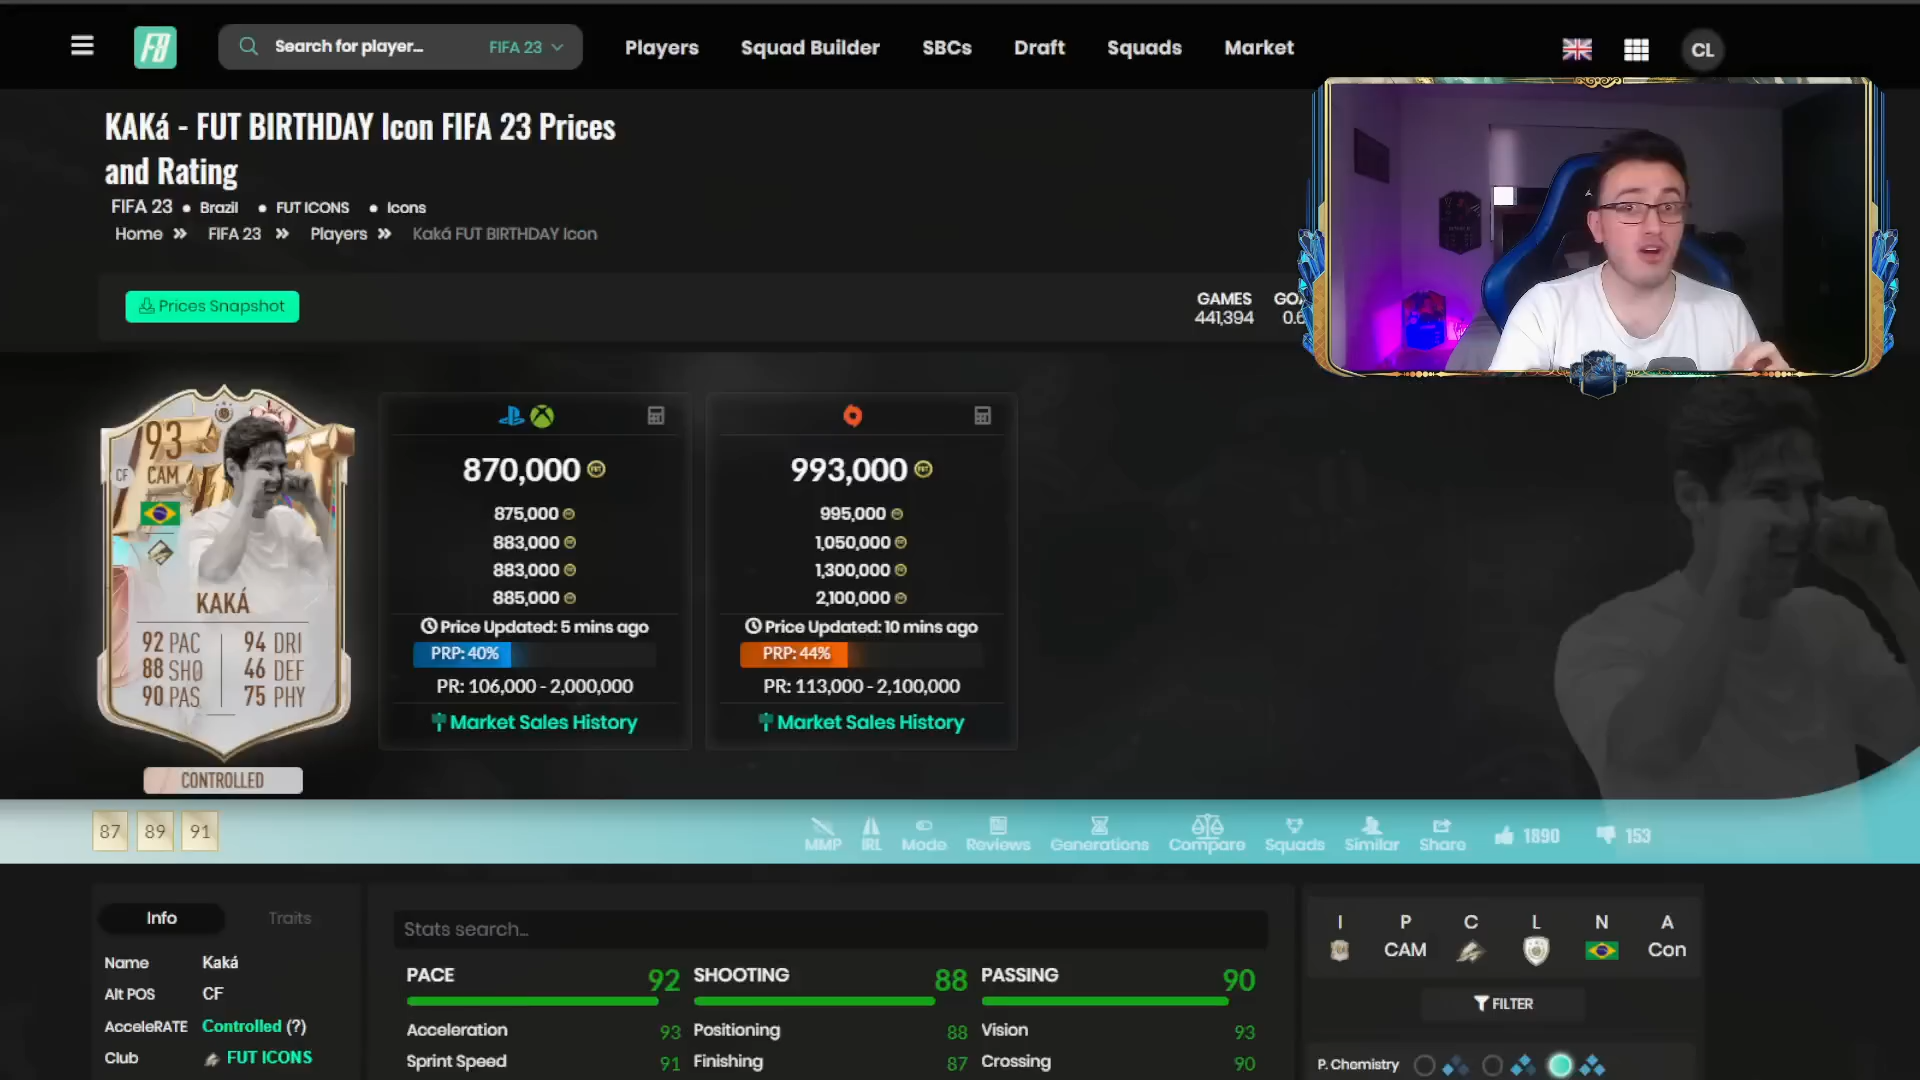 Search for player... FIFA 23
Players Squad Builder SBCs Draft Squads Market
CL
KAKá - FUT BIRTHDAY Icon FIFA 23 Prices
and Rating
FIFA 23 • Brazil • FUT ICONS • Icons
Home » FIFA 23 » Players » Kaká FUT BIRTHDAY Icon
Prices Snapshot
GAMES
441,394
93
CAM
CF
KAKÁ
92 PAC 94 DRI
88 SHO 46 DEF
90 PAS 75 PHY
CONTROLLED
870,000
875,000
883,000
883,000
885,000
Price Updated: 5 mins ago
PRP: 40%
PR: 106,000 - 2,000,000
Market Sales History
993,000
995,000
1,050,000
1,300,000
2,100,000
Price Updated: 10 mins ago
PRP: 44%
PR: 113,000 - 2,100,000
Market Sales History
87 89 91
MMP IRL Mode Reviews Generations Compare Squads Similar Share 1890 153
Info Traits
Name Kaká
Alt POS CF
AcceleRATE Controlled (?)
Club FUT ICONS
Stats search...
PACE 92 SHOOTING 88 PASSING 90
Acceleration 93 Positioning 88 Vision 93
Sprint Speed 91 Finishing 87 Crossing 90
I P C L N A
CAM Con
FILTER
P. Chemistry